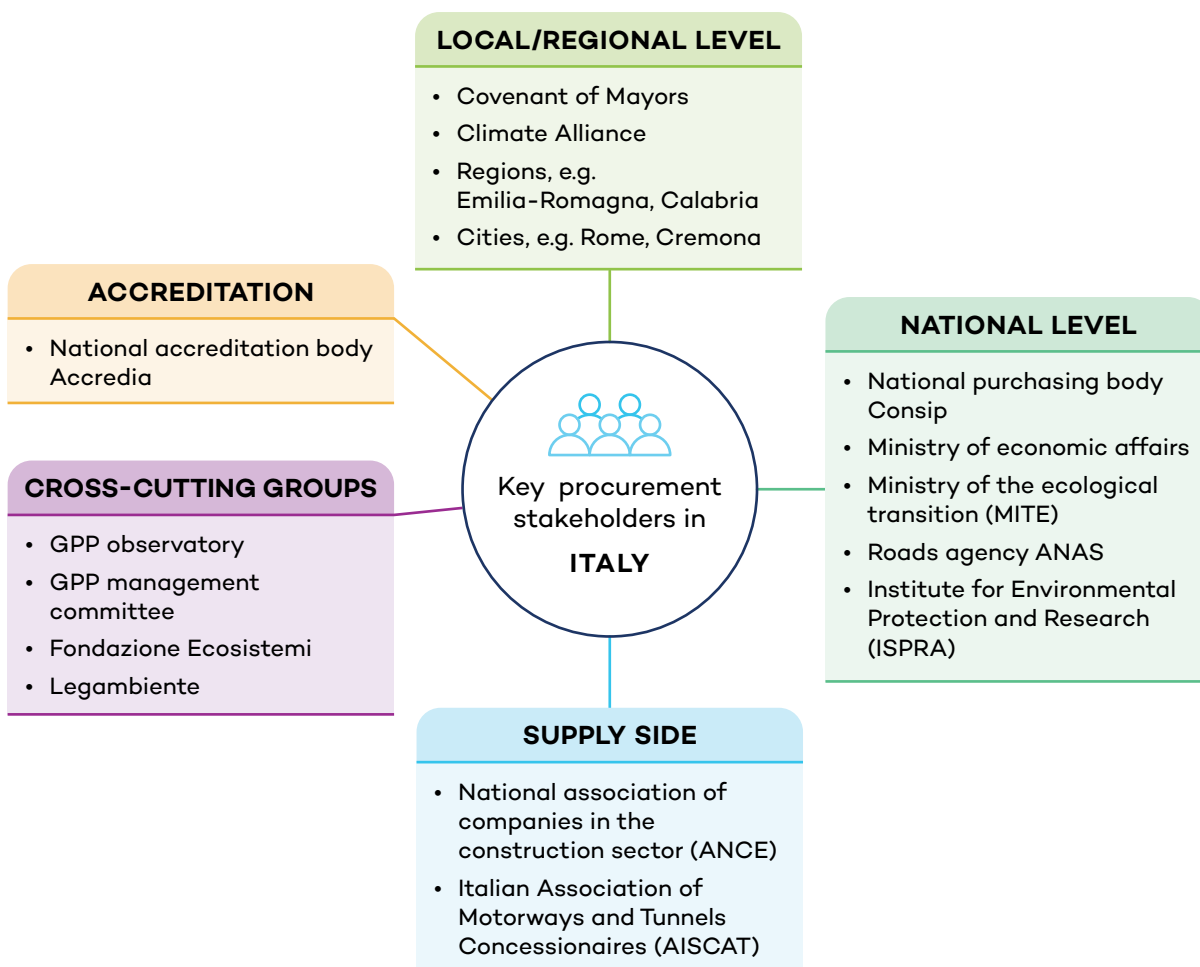 LOCAL/REGIONAL LEVEL
• Covenant of Mayors
• Climate Alliance
• Regions, e.g.
Emilia-Romagna, Calabria
• Cities, e.g. Rome, Cremona
ACCREDITATION
• National accreditation body
Accredia
NATIONAL LEVEL
• National purchasing body
Consip
• Ministry of economic affairs
• Ministry of the ecological
transition (MITE)
• Roads agency ANAS
• Institute for Environmental
Protection and Research
(ISPRA)
Key procurement
stakeholders in
ITALY
CROSS-CUTTING GROUPS
• GPP observatory
• GPP management
committee
• Fondazione Ecosistemi
• Legambiente
SUPPLY SIDE
• National association of
companies in the
construction sector (ANCE)
• Italian Association of
Motorways and Tunnels
Concessionaires (AISCAT)